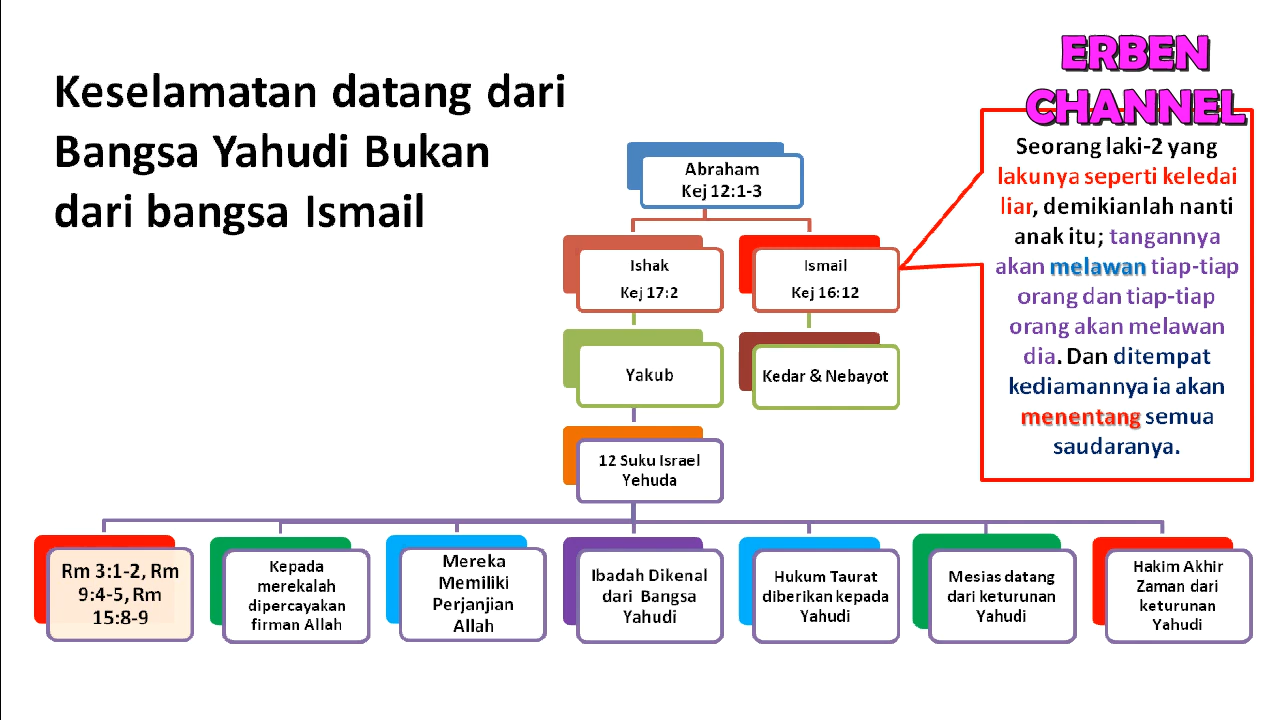 Keselamatan datang dari
Bangsa Yahudi Bukan
dari bangsa Ismail
ERBEN
CHANNEL
Seorang laki-2 yang
lakunya seperti keledai
liar, demikianlah nanti
anak itu; tangannya
akan melawan tiap-tiap
orang dan tiap-tiap
orang akan melawan
dia. Dan ditempat
kediamannya ia akan
menentang semua
saudaranya.
Abraham
Kej 12:1-3
Ishak
Kej 17:2
Ismail
Kej 16:12
Yakub
Kedar & Nebayot
12 Suku Israel
Yehuda
Rm 3:1-2, Rm
9:4-5, Rm
15:8-9
Kepada
merekalah
dipercayakan
firman Allah
Mereka
Memiliki
Perjanjian
Allah
Ibadah Dikenal
dari Bangsa
Yahudi
Hukum Taurat
diberikan kepada
Yahudi
Mesias datang
dari keturunan
Yahudi
Hakim Akhir
Zaman dari
keturunan
Yahudi